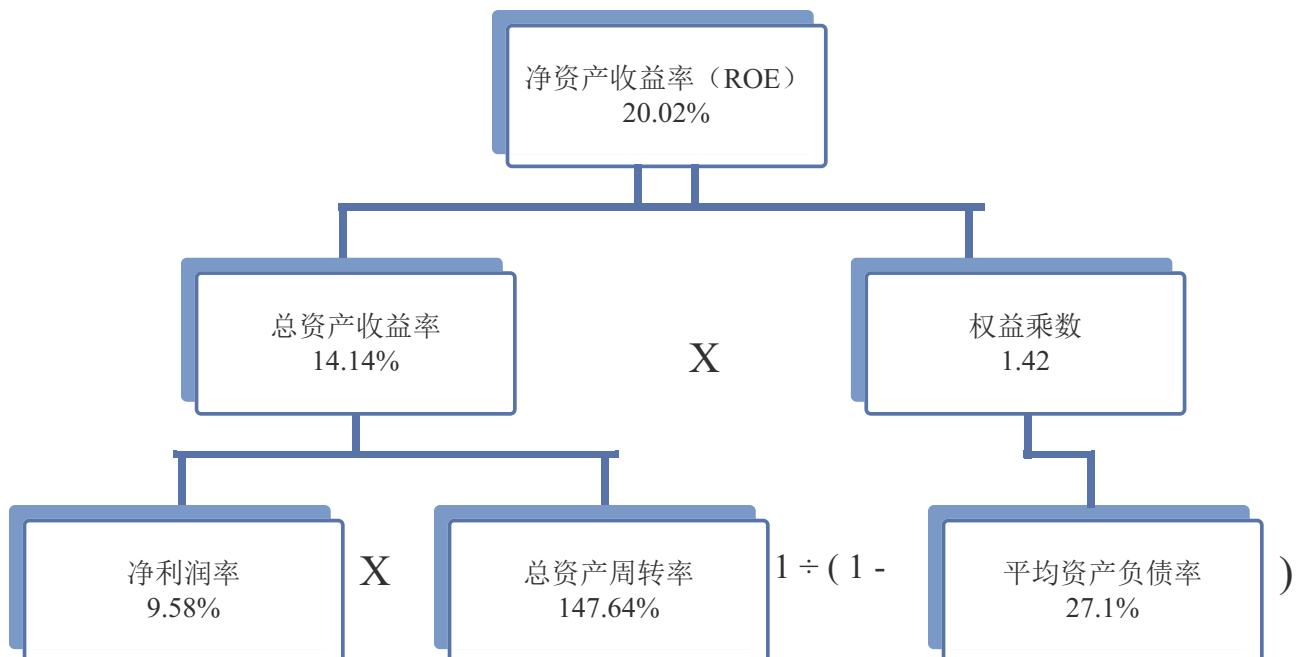 净资产收益率（ROE）
20.02%
总资产收益率
14.14%
X
权益乘数
1.42
净利润率
9.58%
X
总资产周转率
147.64%
1 ÷ ( 1 -
平均资产负债率
27.1%
)